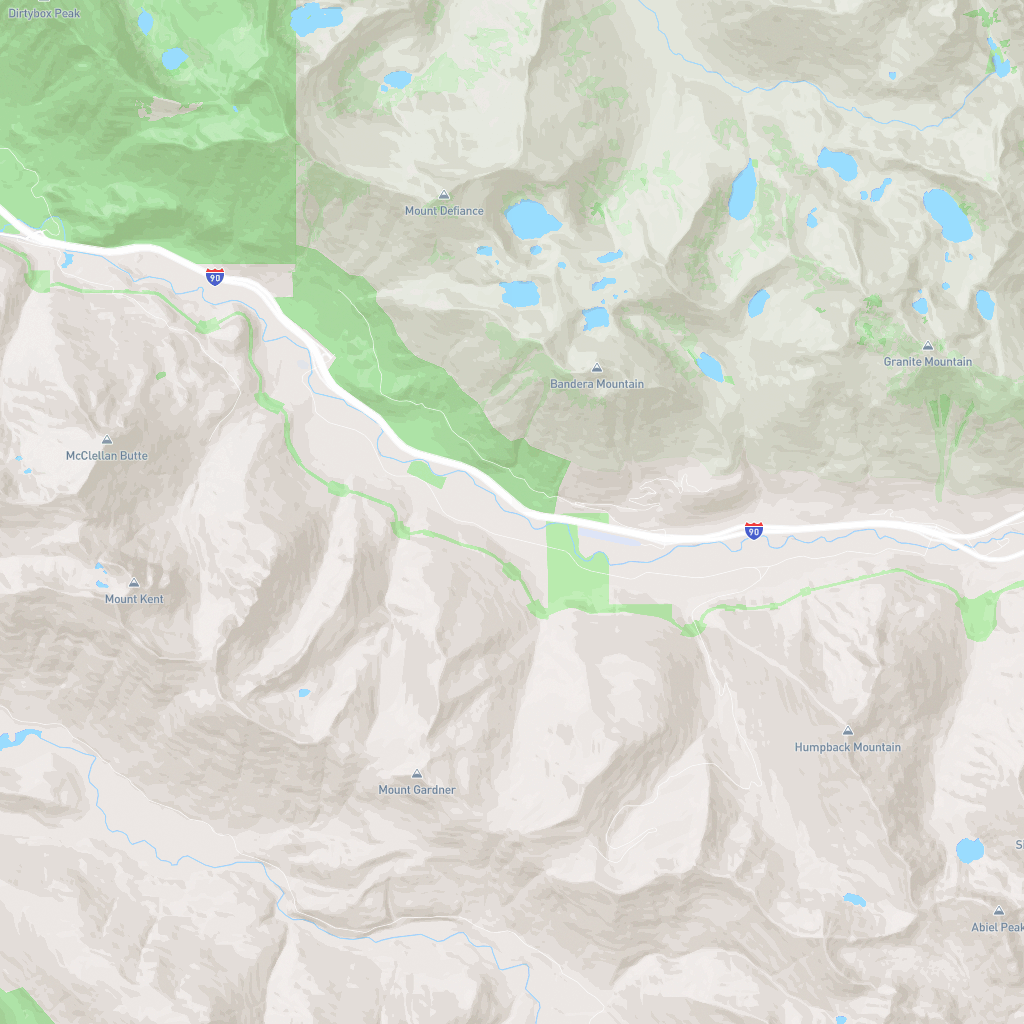 Dirtybox Peak
Mount Defiance
90
Granite Mountain
Bandera Mountain
McClellan Butte
90
Mount Kent
Humpback Mountain
Mount Gardner
Abiel Peak